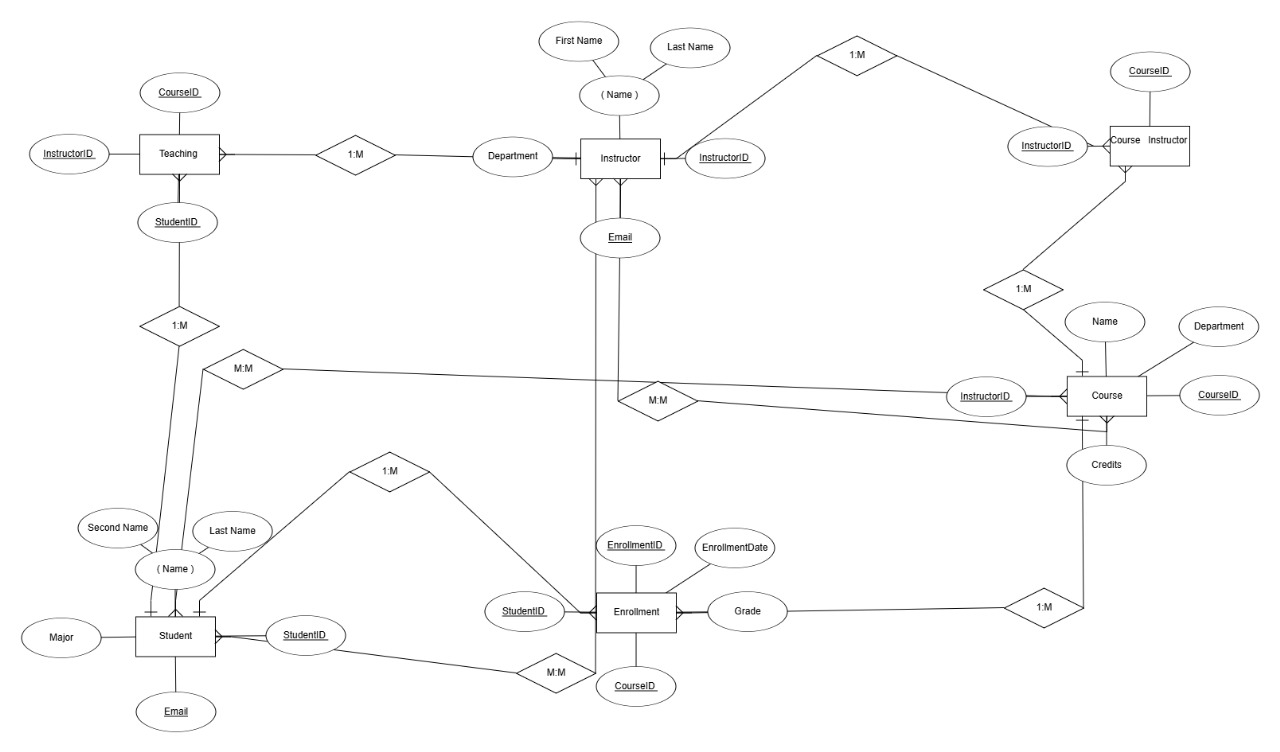 First Name
Last Name
1:M
CourseID
CourseID
( Name )
InstructorID
Teaching
1:M
Department
Instructor
InstructorID
InstructorID
Course Instructor
StudentID
Email
1:M
1:M
Name
Department
M:M
InstructorID
Course
CourseID
M:M
Credits
1:M
Second Name
Last Name
EnrollmentID
EnrollmentDate
( Name )
StudentID
Enrollment
Grade
1:M
Major
Student
StudentID
M:M
CourseID
Email